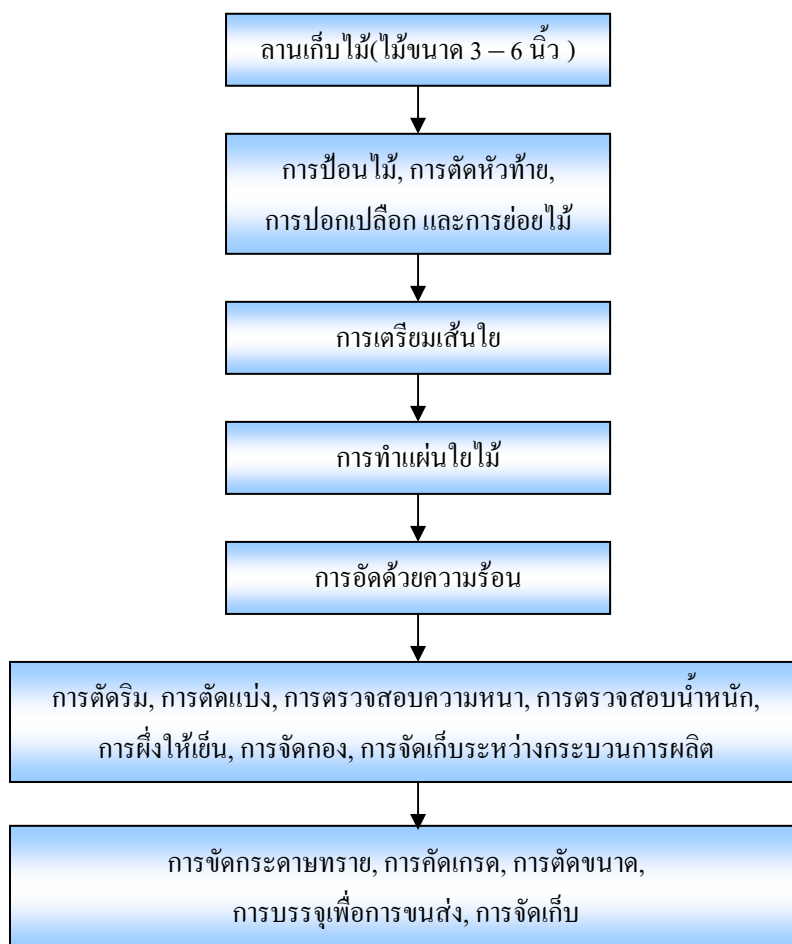 ลานเก็บไม้(ไม้ขนาด 3 – 6 นิ้ว )
การป้อนไม้, การตัดหัวท้าย,
การปอกเปลือก และการย่อยไม้
การเตรียมเส้นใย
การทำแผ่นใยไม้
การอัดด้วยความร้อน
การตัดริม, การตัดแบ่ง, การตรวจสอบความหนา, การตรวจสอบน้ำหนัก,
การผึ่งให้เย็น, การจัดกอง, การจัดเก็บระหว่างกระบวนการผลิต
การขัดกระดาษทราย, การคัดเกรด, การตัดขนาด,
การบรรจุเพื่อการขนส่ง, การจัดเก็บ